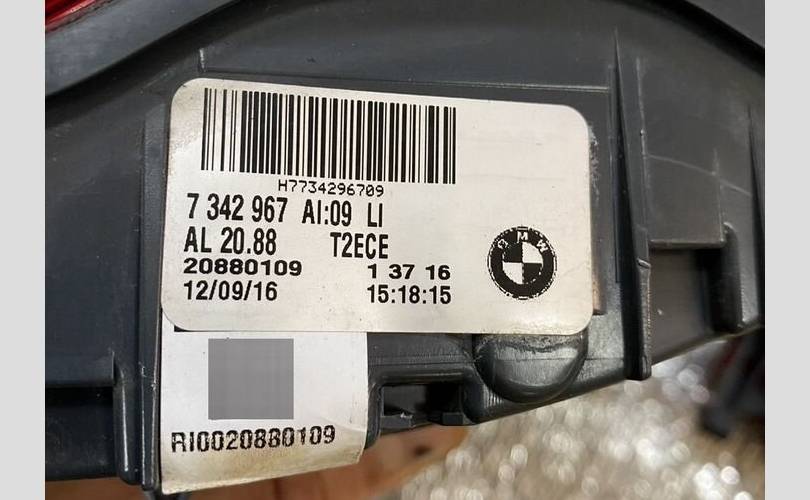 H7734296709
7 342 967 AI:09 LI
AL 20.88 T2ECE
20880109 1 37 16
12/09/16 15:18:15
BMW
RI0020880109